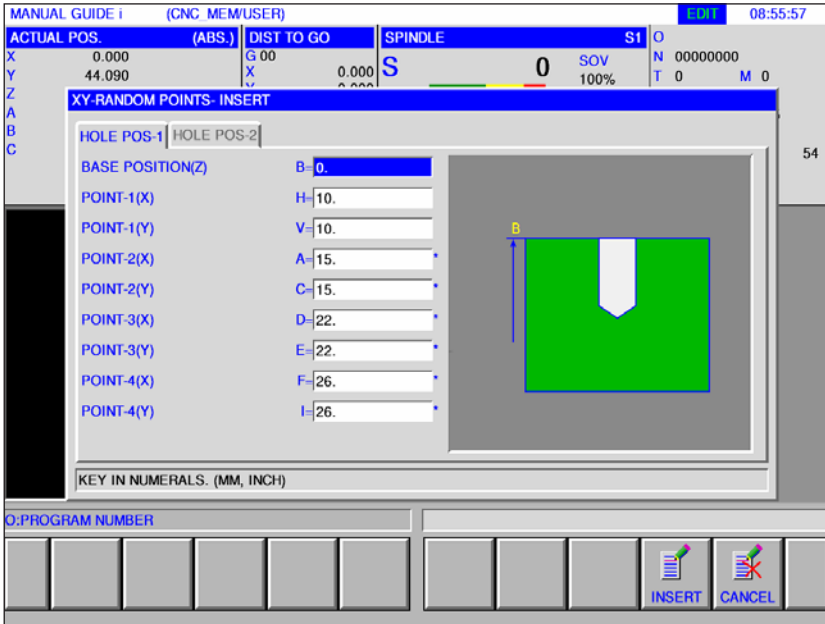 MANUAL GUIDE i (CNC_MEM/USER) EDIT 08:55:57
ACTUAL POS. (ABS.) DIST TO GO SPINDLE S1 O
X 0.000 G 00 S 0 SOV N 00000000
Y 44.090 X 0.000 100% T 0 M 0
Z
XY-RANDOM POINTS- INSERT
A
B HOLE POS-1 HOLE POS-2
C 54
BASE POSITION(Z) B= 0.
POINT-1(X) H= 10.
POINT-1(Y) V= 10.
B
POINT-2(X) A= 15. *
POINT-2(Y) C= 15. *
POINT-3(X) D= 22. *
POINT-3(Y) E= 22. *
POINT-4(X) F= 26. *
POINT-4(Y) I= 26. *
KEY IN NUMERALS. (MM, INCH)
O:PROGRAM NUMBER
INSERT CANCEL